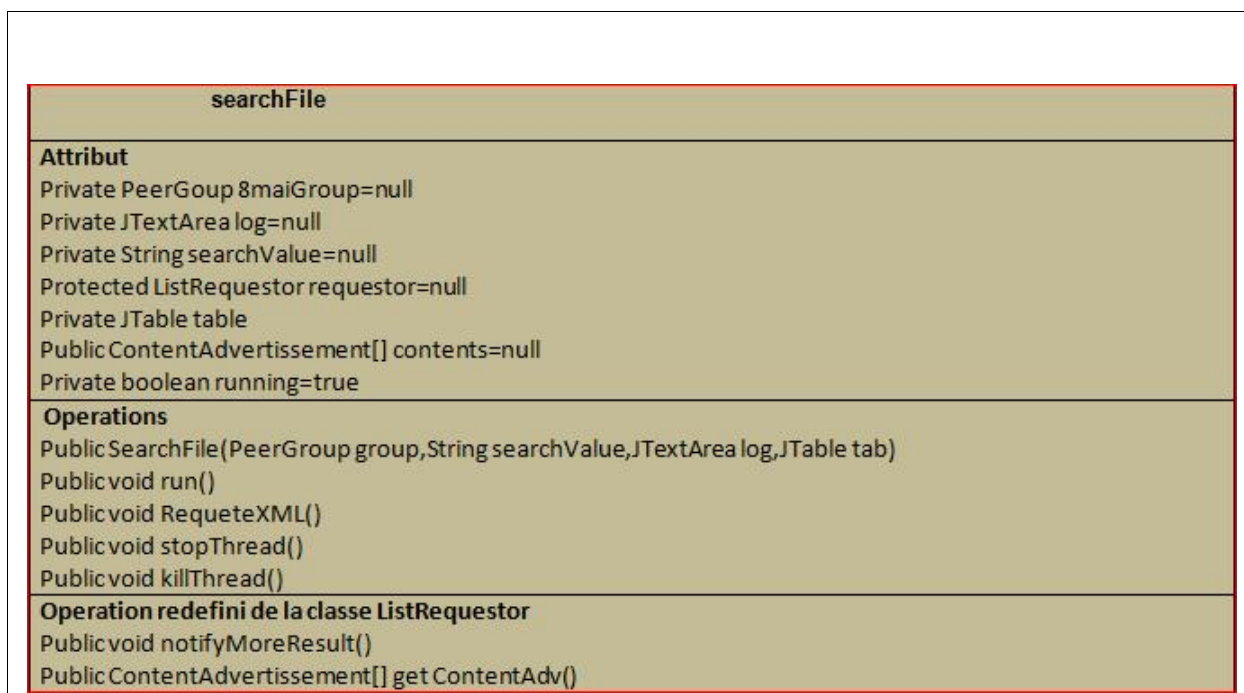 searchFile
Attribut
Private PeerGoup 8maiGroup=null
Private JTextArea log=null
Private String searchValue=null
Protected ListRequestor requestor=null
Private JTable table
Public ContentAdvertissement[] contents=null
Private boolean running=true
Operations
Public SearchFile(PeerGroup group,String searchValue,JTextArea log,JTable tab)
Public void run()
Public void RequeteXML()
Public void stopThread()
Public void killThread()
Operation redefini de la classe ListRequestor
Public void notifyMoreResult()
Public ContentAdvertissement[] get ContentAdv()